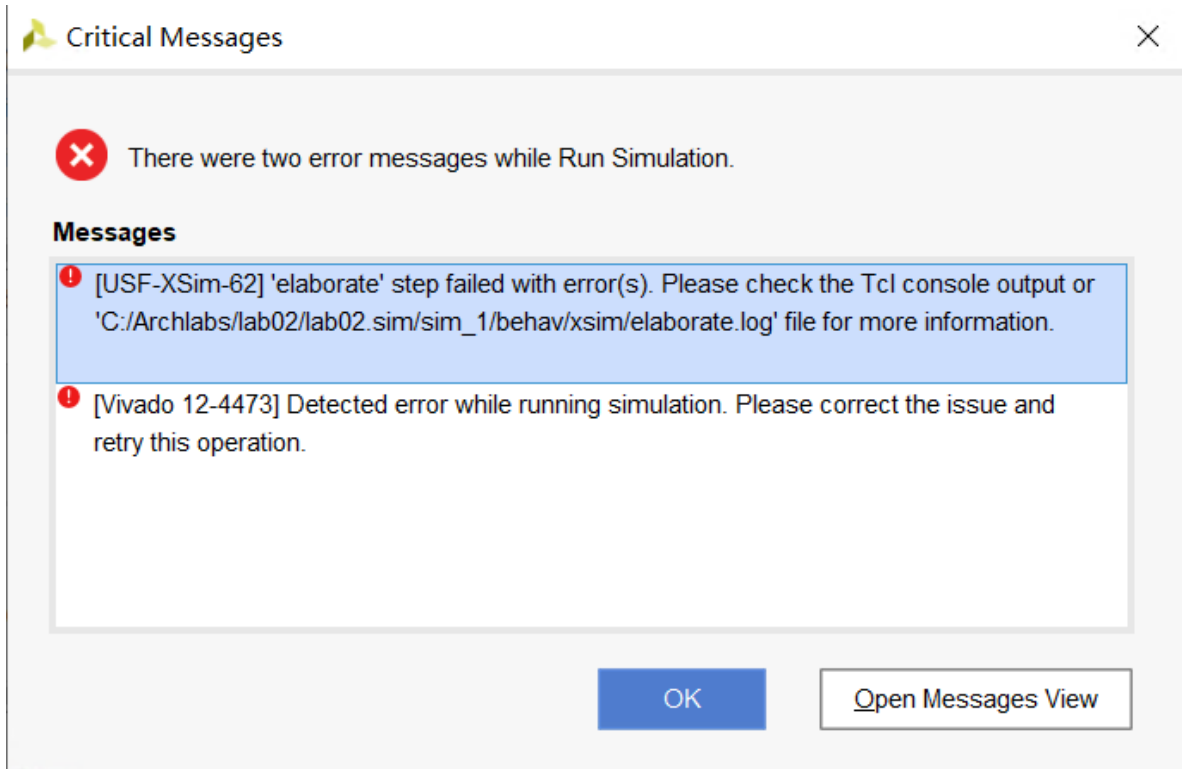 Critical Messages
There were two error messages while Run Simulation.
Messages
[USF-XSim-62] 'elaborate' step failed with error(s). Please check the Tcl console output or
'C:/Archlabs/lab02/lab02.sim/sim_1/behav/xsim/elaborate.log' file for more information.
[Vivado 12-4473] Detected error while running simulation. Please correct the issue and
retry this operation.
OK
Open Messages View